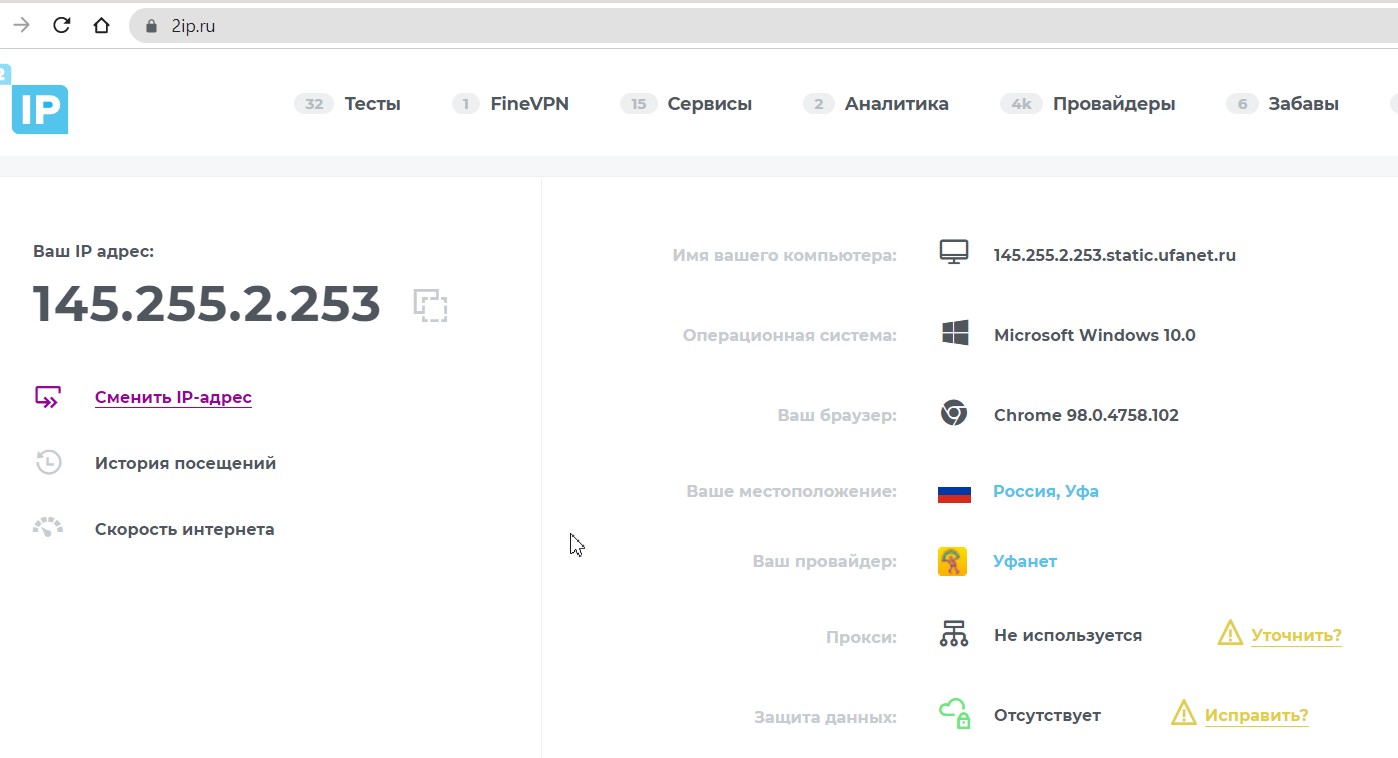 2ip.ru
2
IP
32 Тесты 1 FineVPN 15 Сервисы 2 Аналитика 4k Провайдеры 6 Забавы
Ваш IP адрес:
145.255.2.253
Сменить IP-адрес
История посещений
Скорость интернета
Имя вашего компьютера: 145.255.2.253.static.ufanet.ru
Операционная система: Microsoft Windows 10.0
Ваш браузер: Chrome 98.0.4758.102
Ваше местоположение: Россия, Уфа
Ваш провайдер: Уфанет
Прокси: Не используется Уточнить?
Защита данных: Отсутствует Исправить?